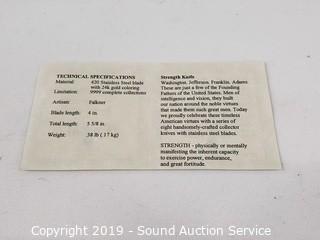 TECHNICAL SPECIFICATIONS
Material: 420 Stainless Steel blade
with 24k gold coloring
Limitation: 9999 complete collections
Artisan: Falkner
Blade length: 4 in.
Total length: 5 5/8 in.
Weight: .38 lb (.17 kg)
Strength Knife
Washington. Jefferson. Franklin. Adams.
These are just a few of the Founding
Fathers of the United States. Men of
intelligence and vision, they built
our nation around the noble virtues
that made them such great men. Today
we proudly celebrate these timeless
American virtues with a series of
eight handsomely-crafted collector
knives with stainless steel blades.
STRENGTH - physically or mentally
manifesting the inherent capacity
to exercise power, endurance,
and great fortitude.
Copyright 2019 - Sound Auction Service